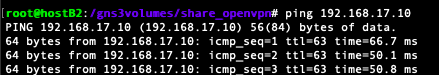 [root@hostB2:/gns3volumes/share_openvpn# ping 192.168.17.10
PING 192.168.17.10 (192.168.17.10) 56(84) bytes of data.
64 bytes from 192.168.17.10: icmp_seq=1 ttl=63 time=66.7 ms
64 bytes from 192.168.17.10: icmp_seq=2 ttl=63 time=50.1 ms
64 bytes from 192.168.17.10: icmp_seq=3 ttl=63 time=50.8 ms